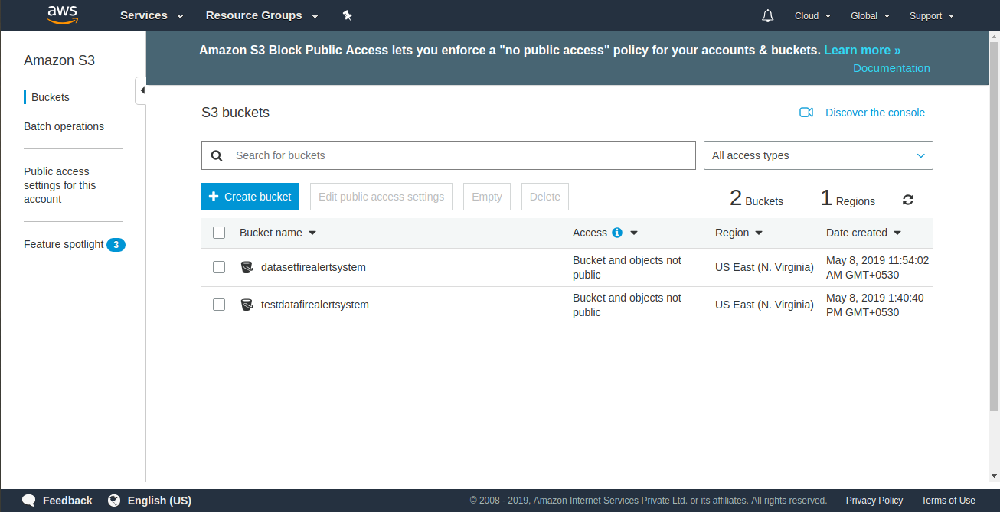 aws Services Resource Groups Cloud Global Support
Amazon S3
Buckets
Batch operations
Public access
settings for this
account
Feature spotlight 3
Amazon S3 Block Public Access lets you enforce a "no public access" policy for your accounts & buckets. Learn more »
Documentation
S3 buckets
Discover the console
Search for buckets
All access types
Create bucket Edit public access settings Empty Delete
2 Buckets 1 Regions
Bucket name Access Region Date created
datasetfirealertsystem Bucket and objects not US East (N. Virginia) May 8, 2019 11:54:02
public AM GMT+0530
testdatafirealertsystem Bucket and objects not US East (N. Virginia) May 8, 2019 1:40:40
public PM GMT+0530
Feedback English (US) © 2008 - 2019, Amazon Internet Services Private Ltd. or its affiliates. All rights reserved. Privacy Policy Terms of Use